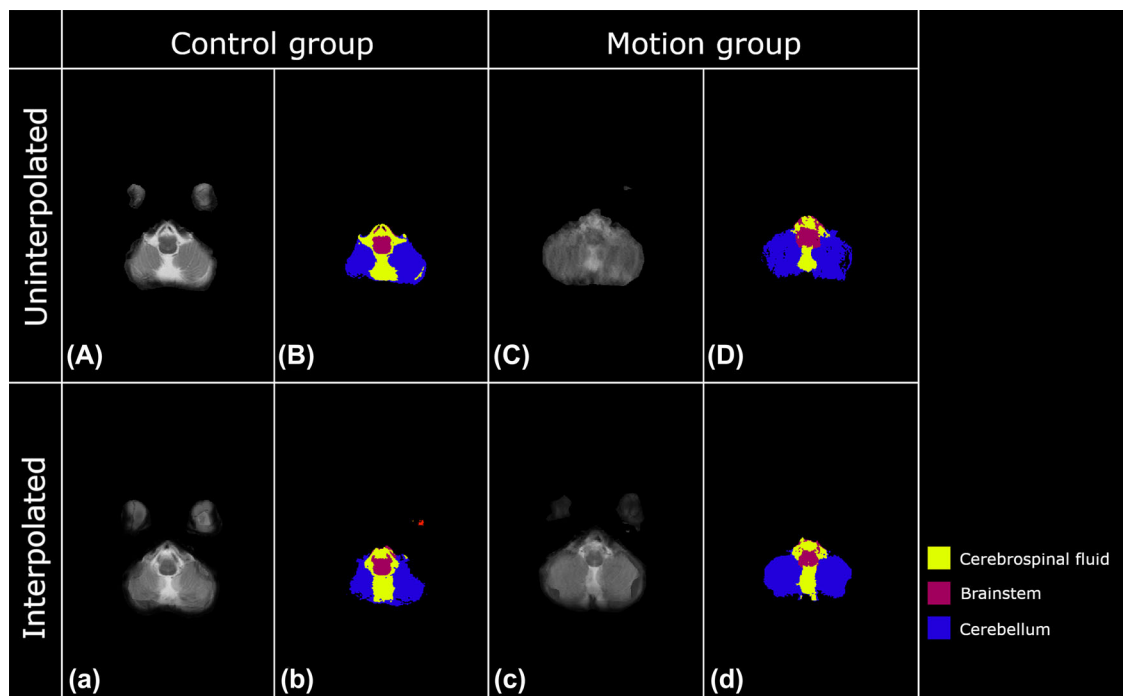 Control group
Motion group
Uninterpolated
(A)
(B)
(C)
(D)
Interpolated
(a)
(b)
(c)
(d)
Cerebrospinal fluid
Brainstem
Cerebellum